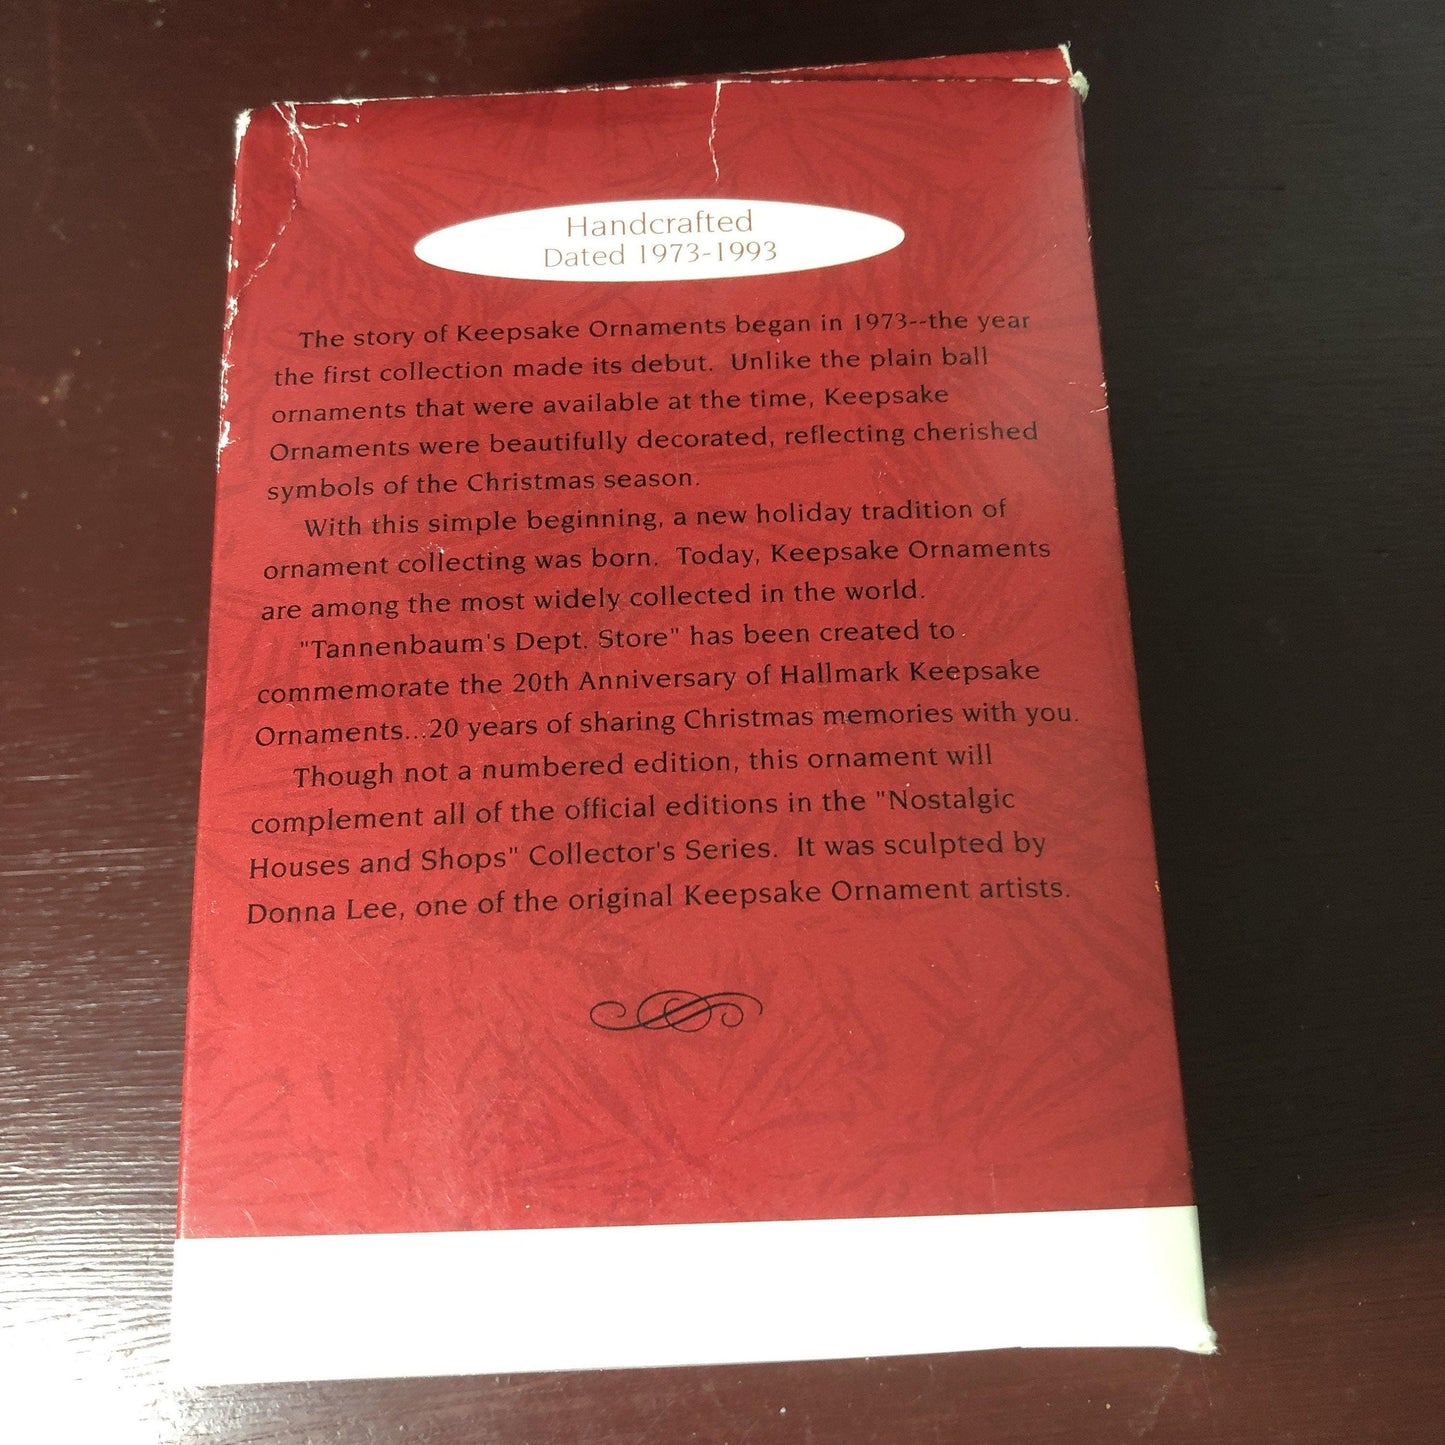 Handcrafted
Dated 1973-1993
The story of Keepsake Ornaments began in 1973--the year
the first collection made its debut. Unlike the plain ball
ornaments that were available at the time, Keepsake
Ornaments were beautifully decorated, reflecting cherished
symbols of the Christmas season.
With this simple beginning, a new holiday tradition of
ornament collecting was born. Today, Keepsake Ornaments
are among the most widely collected in the world.
"Tannenbaum's Dept. Store" has been created to
commemorate the 20th Anniversary of Hallmark Keepsake
Ornaments...20 years of sharing Christmas memories with you.
Though not a numbered edition, this ornament will
complement all of the official editions in the "Nostalgic
Houses and Shops" Collector's Series. It was sculpted by
Donna Lee, one of the original Keepsake Ornament artists.